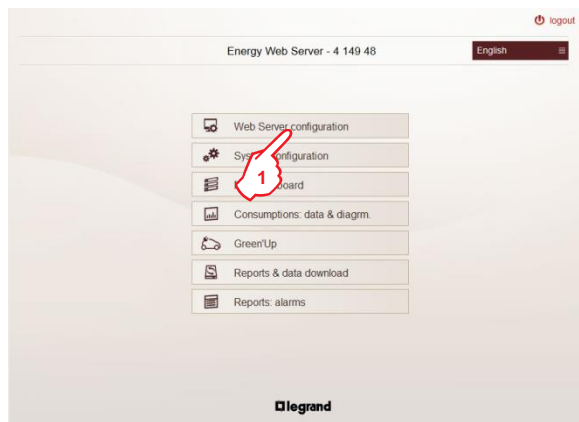 logout
Energy Web Server - 4 149 48
English
Web Server configuration
configuration
1
Consumptions: data & diagrm.
Green'Up
Reports & data download
Reports: alarms
legrand